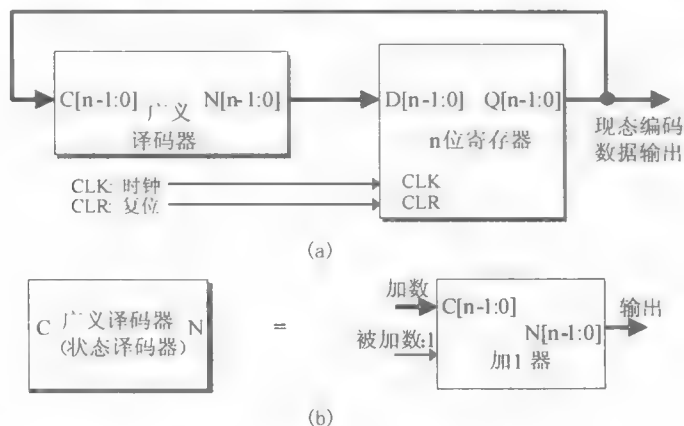 C[n-1:0] 广义 N[n-1:0]
译码器
D[n-1:0] Q[n-1:0]
n位寄存器
现态编码
数据输出
CLK: 时钟
CLR: 复位
CLK
CLR
(a)
C 广义译码器 N
(状态译码器)
=
加数
C[n-1:0]
被加数:1
N[n-1:0]
加1器
输出
(b)